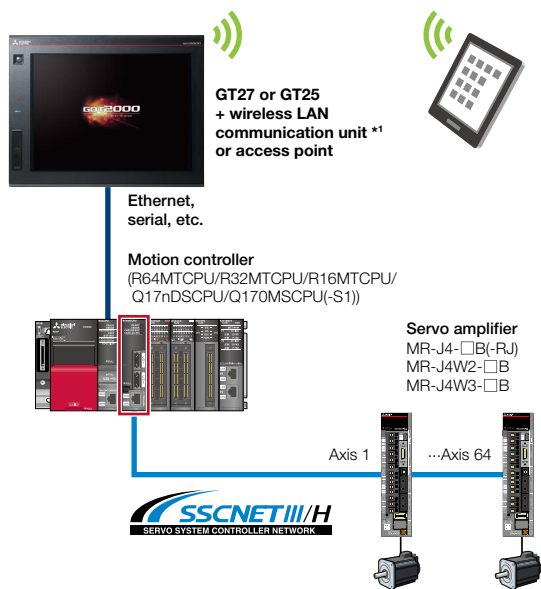 GOT2000
GT27 or GT25
+ wireless LAN
communication unit *1
or access point
Ethernet,
serial, etc.
Motion controller
(R64MTCPU/R32MTCPU/R16MTCPU/
Q17nDSCPU/Q170MSCPU(-S1))
Servo amplifier
MR-J4-□B(-RJ)
MR-J4W2-□B
MR-J4W3-□B
Axis 1
···Axis 64
SSCNETIII/H
SERVO SYSTEM CONTROLLER NETWORK